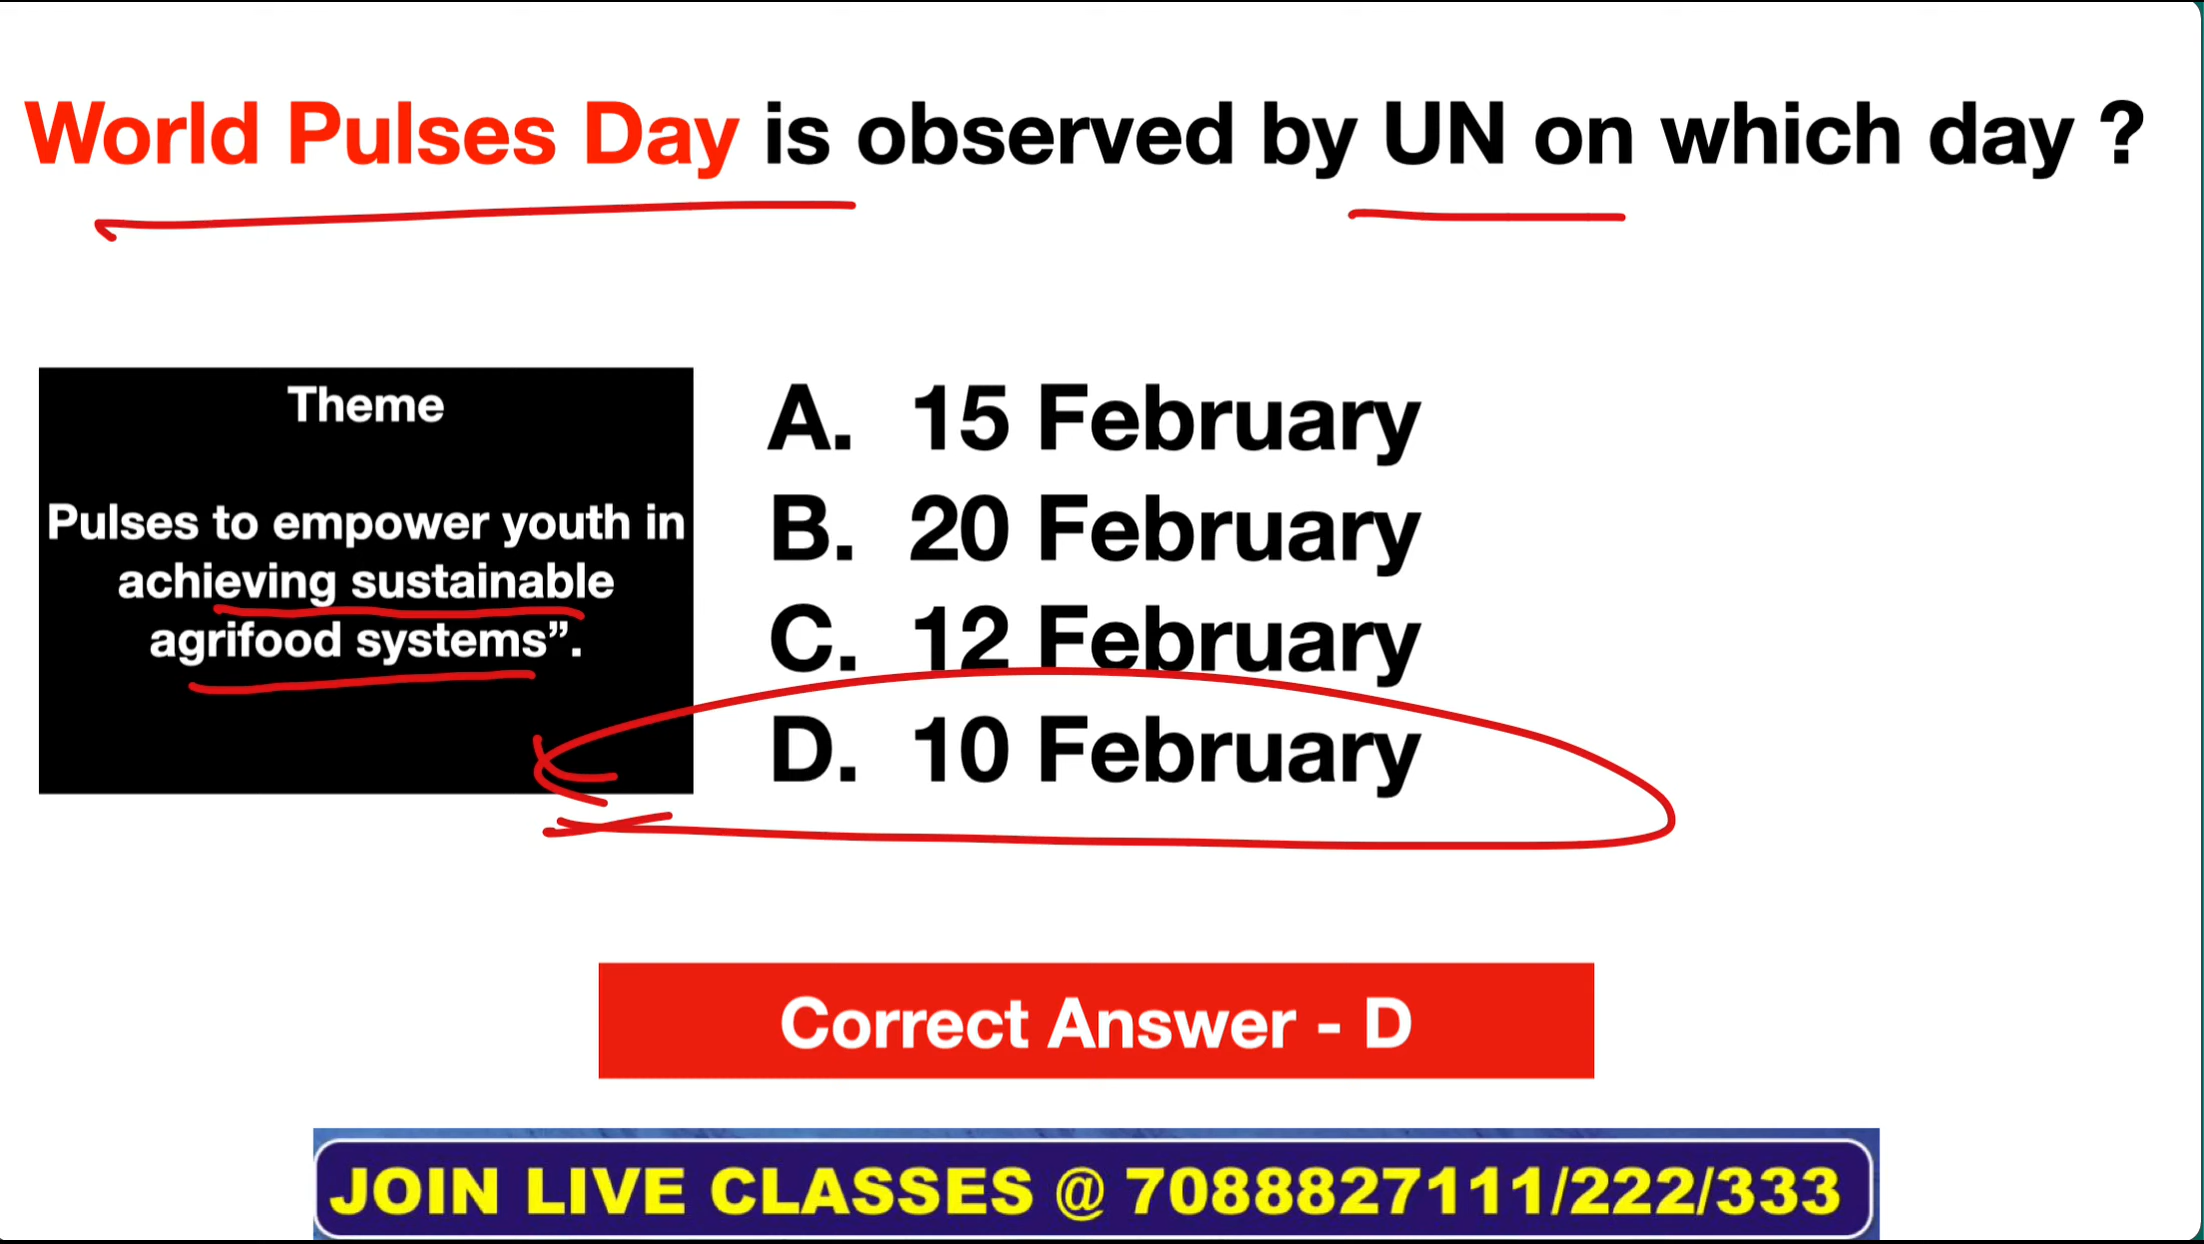 World Pulses Day is observed by UN on which day ?
Theme
Pulses to empower youth in
achieving sustainable
agrifood systems”.
A. 15 February
B. 20 February
C. 12 February
D. 10 February
Correct Answer - D
JOIN LIVE CLASSES @ 7088827111/222/333